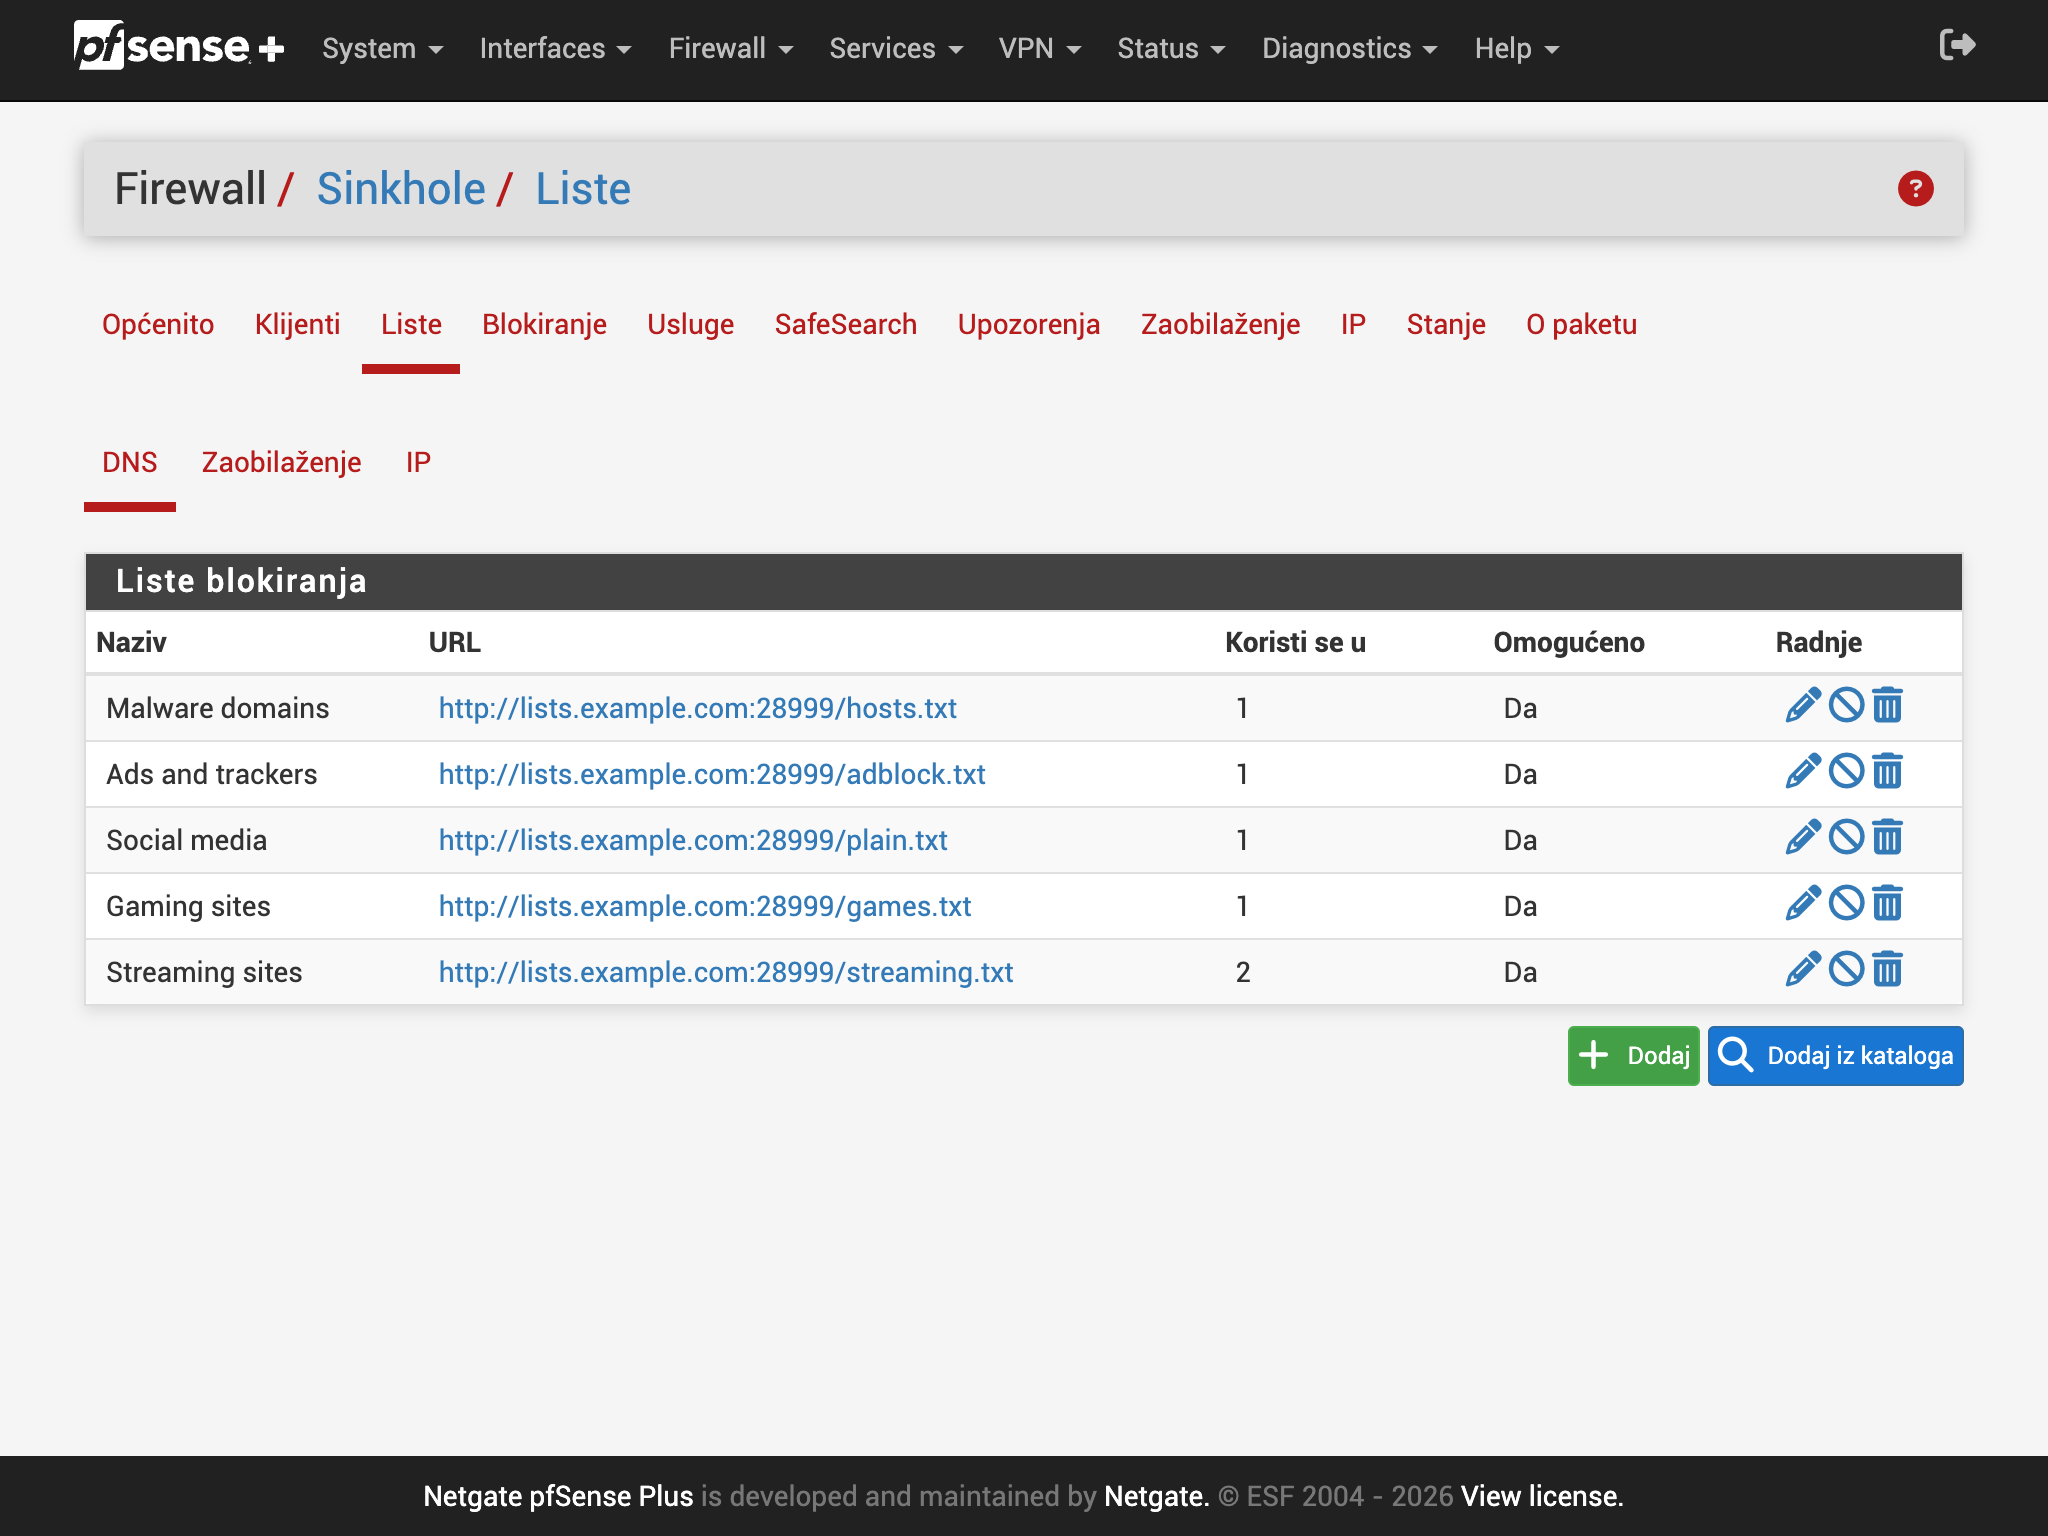 pfsense+ System Interfaces Firewall Services VPN Status Diagnostics Help
Firewall / Sinkhole / Liste ?
Općenito Klijenti Liste Blokiranje Usluge SafeSearch Upozorenja Zaobilaženje IP Stanje O paketu
DNS Zaobilaženje IP
Liste blokiranja
Naziv URL Koristi se u Omogućeno Radnje
Malware domains http://lists.example.com:28999/hosts.txt 1 Da
Ads and trackers http://lists.example.com:28999/adblock.txt 1 Da
Social media http://lists.example.com:28999/plain.txt 1 Da
Gaming sites http://lists.example.com:28999/games.txt 1 Da
Streaming sites http://lists.example.com:28999/streaming.txt 2 Da
Dodaj Dodaj iz kataloga
Netgate pfSense Plus is developed and maintained by Netgate. © ESF 2004 - 2026 View license.